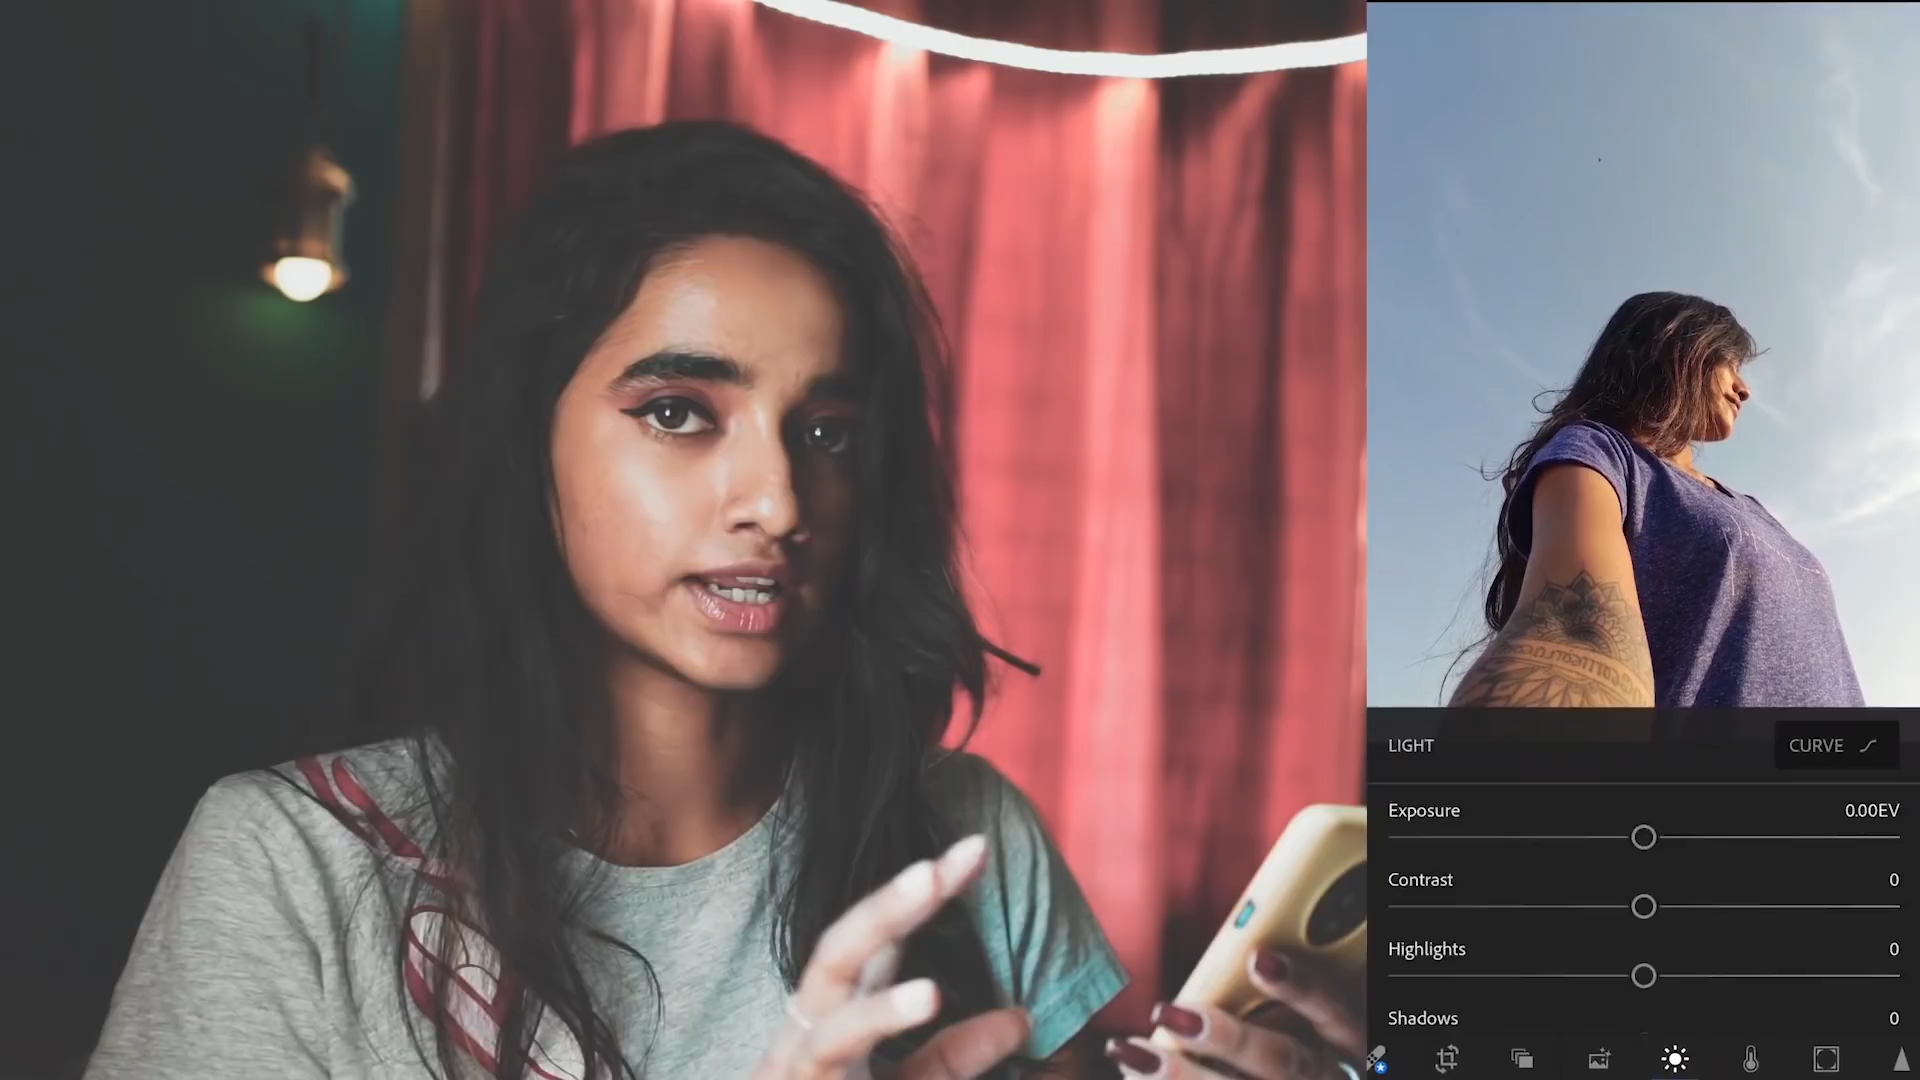 LIGHT
CURVE
Exposure 0.00EV
Contrast 0
Highlights 0
Shadows 0